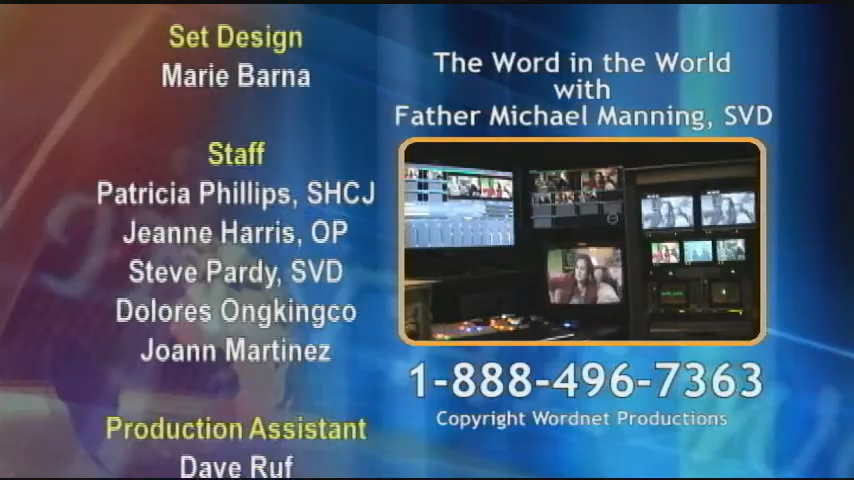 Set Design
Marie Barna
Staff
Patricia Phillips, SHCJ
Jeanne Harris, OP
Steve Pardy, SVD
Dolores Ongkingco
Joann Martinez
Production Assistant
Dave Ruf
The Word in the World
with
Father Michael Manning, SVD
1-888-496-7363
Copyright Wordnet Productions